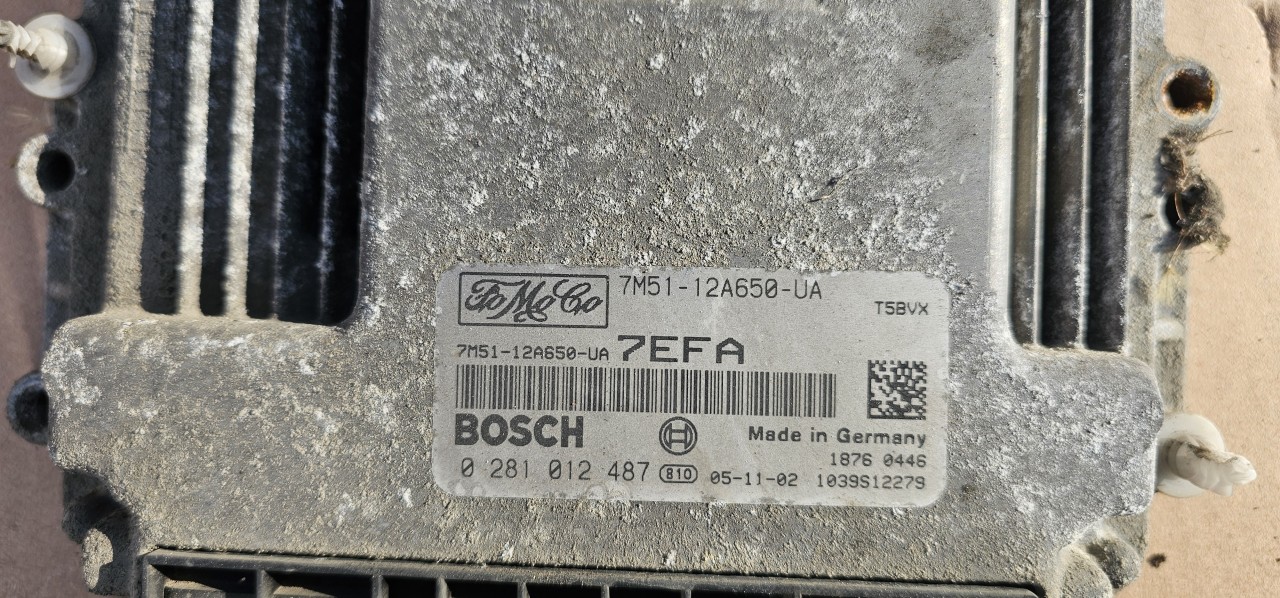 FoMoCo 7M51-12A650-UA
T5BVX
7M51-12A650-UA 7EFA
BOSCH
Made in Germany
1876 0446
0 281 012 487 810 05-11-02 1039S12279